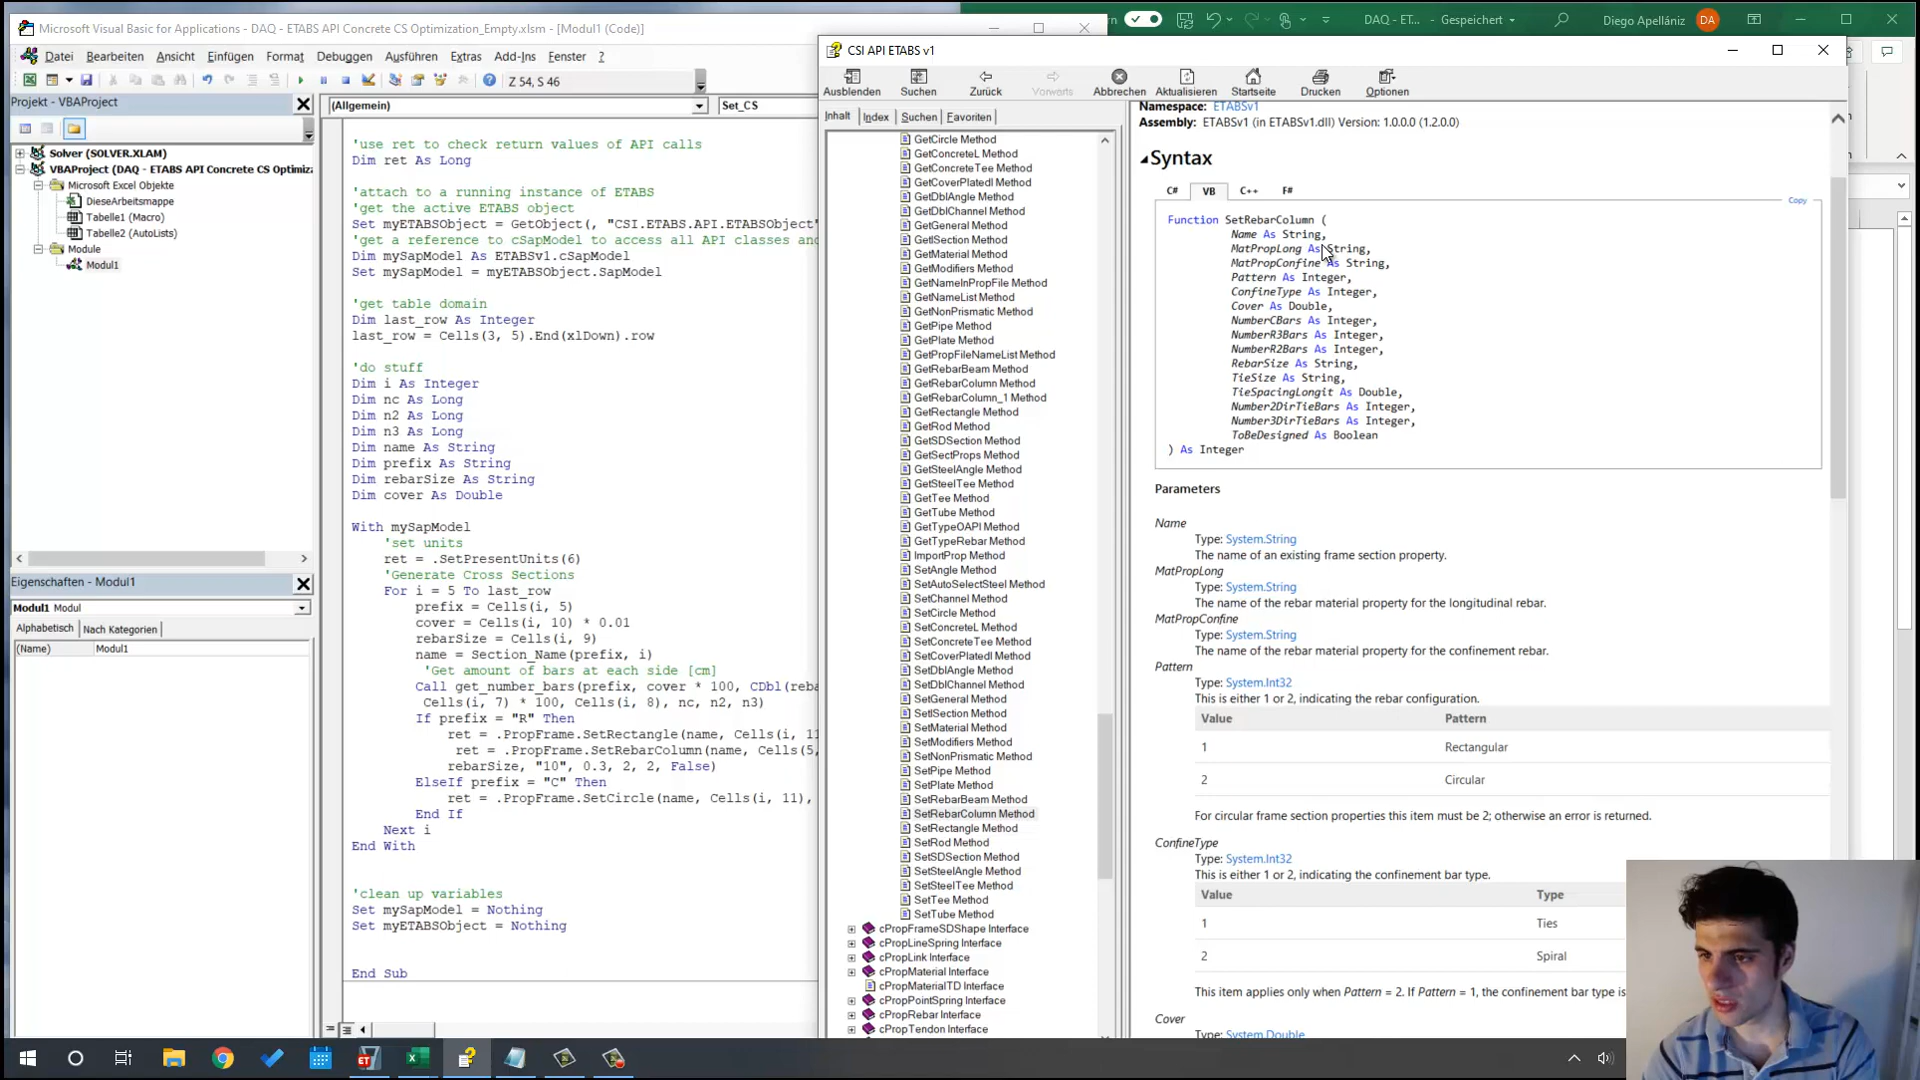 Microsoft Visual Basic for Applications - DAQ - ETABS API Concrete CS Optimization_Empty.xlsm - [Modul1 (Code)]
DAQ - ET... - Gespeichert
Diego Apellániz
DA
Datei Bearbeiten Ansicht Einfügen Format Debuggen Ausführen Extras Add-Ins Fenster ?
Z 54, S 46
Projekt - VBAProject
Solver (SOLVER.XLAM)
VBAProject (DAQ - ETABS API Concrete CS Optimiz
Microsoft Excel Objekte
DieseArbeitsmappe
Tabelle1 (Macro)
Tabelle2 (AutoLists)
Module
Modul1
Eigenschaften - Modul1
Modul1 Modul
Alphabetisch Nach Kategorien
(Name) Modul1
(Allgemein) Set_CS
'use ret to check return values of API calls
Dim ret As Long
'attach to a running instance of ETABS
'get the active ETABS object
Set myETABSObject = GetObject(, "CSI.ETABS.API.ETABSObject"
'get a reference to cSapModel to access all API classes and
Dim mySapModel As ETABSv1.cSapModel
Set mySapModel = myETABSObject.SapModel
'get table domain
Dim last_row As Integer
last_row = Cells(3, 5).End(xlDown).row
'do stuff
Dim i As Integer
Dim nc As Long
Dim n2 As Long
Dim n3 As Long
Dim name As String
Dim prefix As String
Dim rebarSize As String
Dim cover As Double
With mySapModel
'set units
ret = .SetPresentUnits(6)
'Generate Cross Sections
For i = 5 To last_row
prefix = Cells(i, 5)
cover = Cells(i, 10) * 0.01
rebarSize = Cells(i, 9)
name = Section_Name(prefix, i)
'Get amount of bars at each side [cm]
Call get_number_bars(prefix, cover * 100, CDbl(reba
Cells(i, 7) * 100, Cells(i, 8), nc, n2, n3)
If prefix = "R" Then
ret = .PropFrame.SetRectangle(name, Cells(i, 11
ret = .PropFrame.SetRebarColumn(name, Cells(5,
rebarSize, "10", 0.3, 2, 2, False)
ElseIf prefix = "C" Then
ret = .PropFrame.SetCircle(name, Cells(i, 11),
End If
Next i
End With
'clean up variables
Set mySapModel = Nothing
Set myETABSObject = Nothing
End Sub
CSI API ETABS v1
Ausblenden Suchen Zurück Vorwärts Abbrechen Aktualisieren Startseite Drucken Optionen
Inhalt Index Suchen Favoriten
GetCircle Method
GetConcreteL Method
GetConcreteTee Method
GetCoverPlatedI Method
GetDblAngle Method
GetDblChannel Method
GetGeneral Method
GetISection Method
GetMaterial Method
GetModifiers Method
GetNameInPropFile Method
GetNameList Method
GetNonPrismatic Method
GetPipe Method
GetPlate Method
GetPropFileNameList Method
GetRebarBeam Method
GetRebarColumn Method
GetRebarColumn_1 Method
GetRectangle Method
GetRod Method
GetSDSection Method
GetSectProps Method
GetSteelAngle Method
GetSteelTee Method
GetTee Method
GetTube Method
GetTypeOAPI Method
GetTypeRebar Method
ImportProp Method
SetAngle Method
SetAutoSelectSteel Method
SetChannel Method
SetCircle Method
SetConcreteL Method
SetConcreteTee Method
SetCoverPlatedI Method
SetDblAngle Method
SetDblChannel Method
SetGeneral Method
SetISection Method
SetMaterial Method
SetModifiers Method
SetNonPrismatic Method
SetPipe Method
SetPlate Method
SetRebarBeam Method
SetRebarColumn Method
SetRectangle Method
SetRod Method
SetSDSection Method
SetSteelAngle Method
SetSteelTee Method
SetTee Method
SetTube Method
cPropFrameSDShape Interface
cPropLineSpring Interface
cPropLink Interface
cPropMaterial Interface
cPropMaterialTD Interface
cPropPointSpring Interface
cPropRebar Interface
cPropTendon Interface
Namespace: ETABSv1
Assembly: ETABSv1 (in ETABSv1.dll) Version: 1.0.0.0 (1.2.0.0)
Syntax
C# VB C++ F#
Copy
Function SetRebarColumn (
Name As String,
MatPropLong As String,
MatPropConfine As String,
Pattern As Integer,
ConfineType As Integer,
Cover As Double,
NumberCBars As Integer,
NumberR3Bars As Integer,
NumberR2Bars As Integer,
RebarSize As String,
TieSize As String,
TieSpacingLongit As Double,
Number2DirTieBars As Integer,
Number3DirTieBars As Integer,
ToBeDesigned As Boolean
) As Integer
Parameters
Name
Type: System.String
The name of an existing frame section property.
MatPropLong
Type: System.String
The name of the rebar material property for the longitudinal rebar.
MatPropConfine
Type: System.String
The name of the rebar material property for the confinement rebar.
Pattern
Type: System.Int32
This is either 1 or 2, indicating the rebar configuration.
Value Pattern
1 Rectangular
2 Circular
For circular frame section properties this item must be 2; otherwise an error is returned.
ConfineType
Type: System.Int32
This is either 1 or 2, indicating the confinement bar type.
Value Type
1 Ties
2 Spiral
This item applies only when Pattern = 2. If Pattern = 1, the confinement bar type is
Cover
Type: System.Double